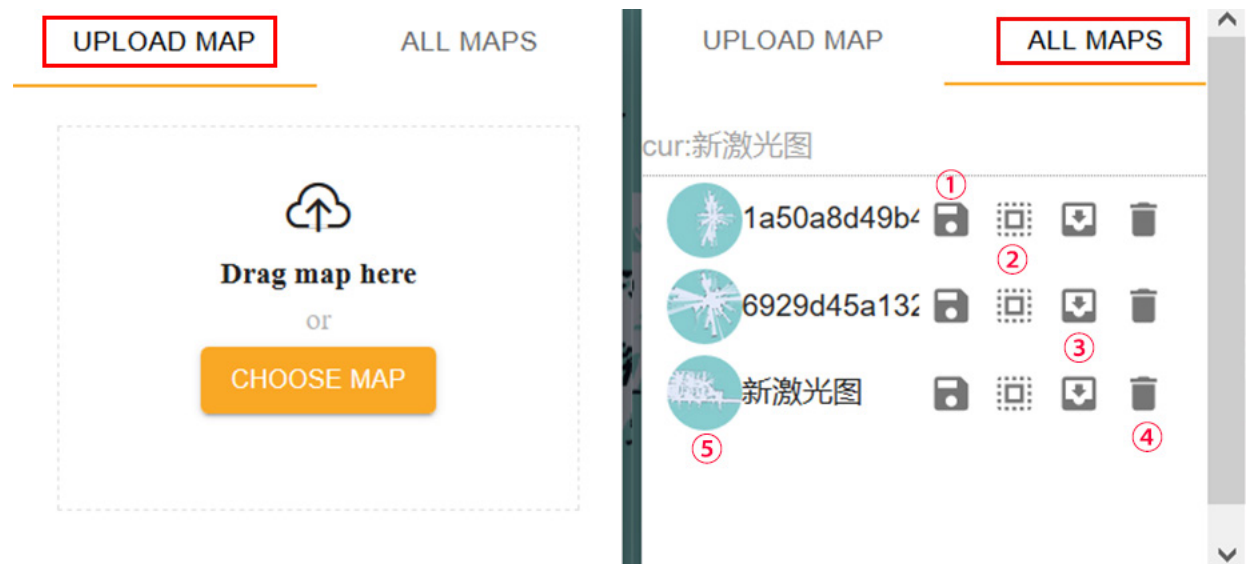 UPLOAD MAP
ALL MAPS
Drag map here
or
CHOOSE MAP
UPLOAD MAP
ALL MAPS
cur:新激光图
①
1a50a8d49b4
②
6929d45a132
③
新激光图
④
⑤